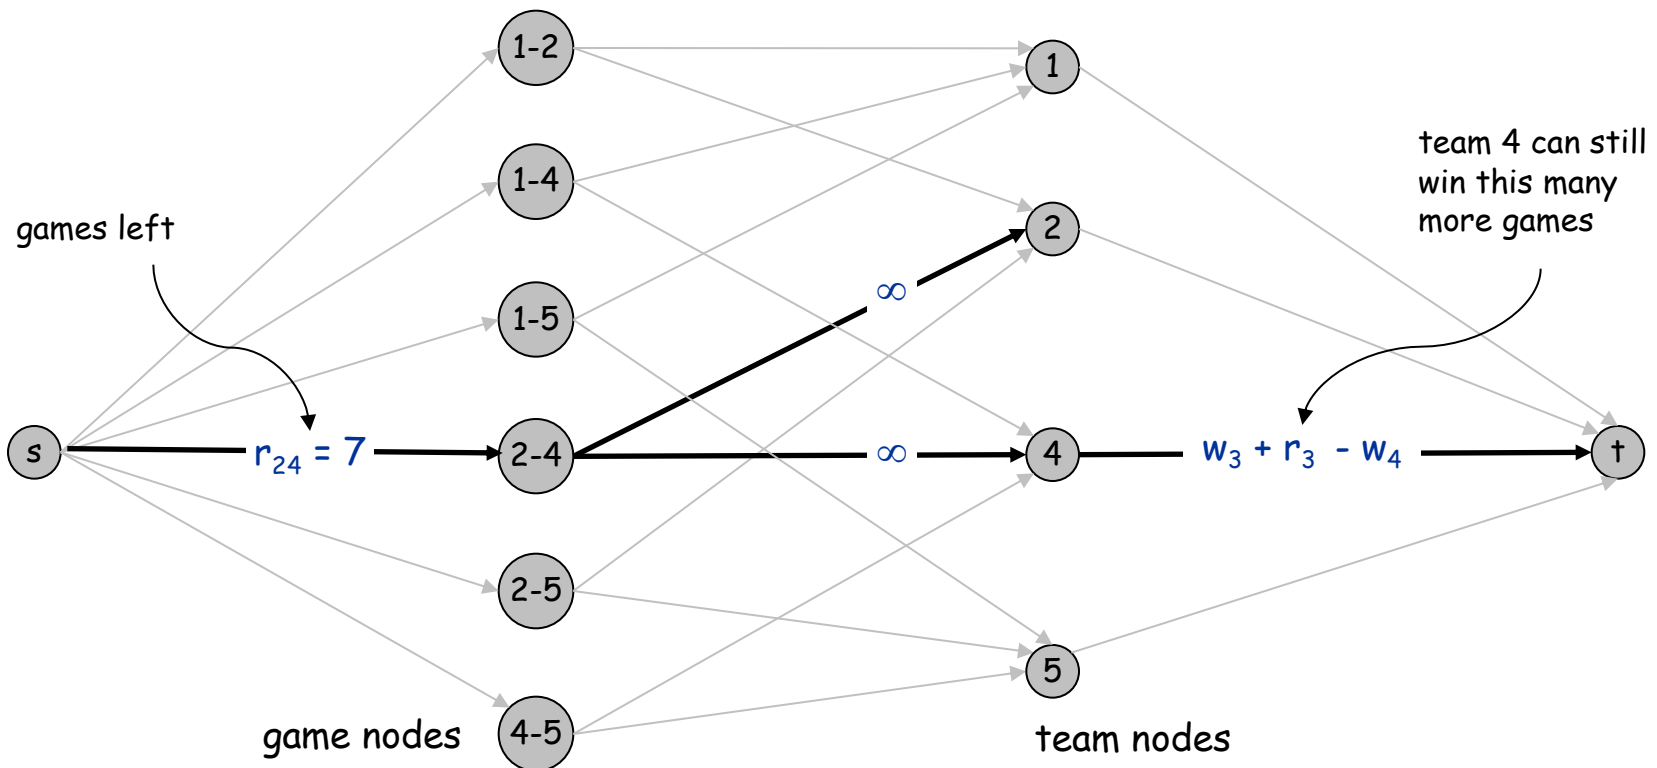 1-2
1
team 4 can still
win this many
more games
1-4
games left
2
∞
1-5
s
r24 = 7
2-4
∞
4
w3 + r3 - w4
t
2-5
5
game nodes
4-5
team nodes